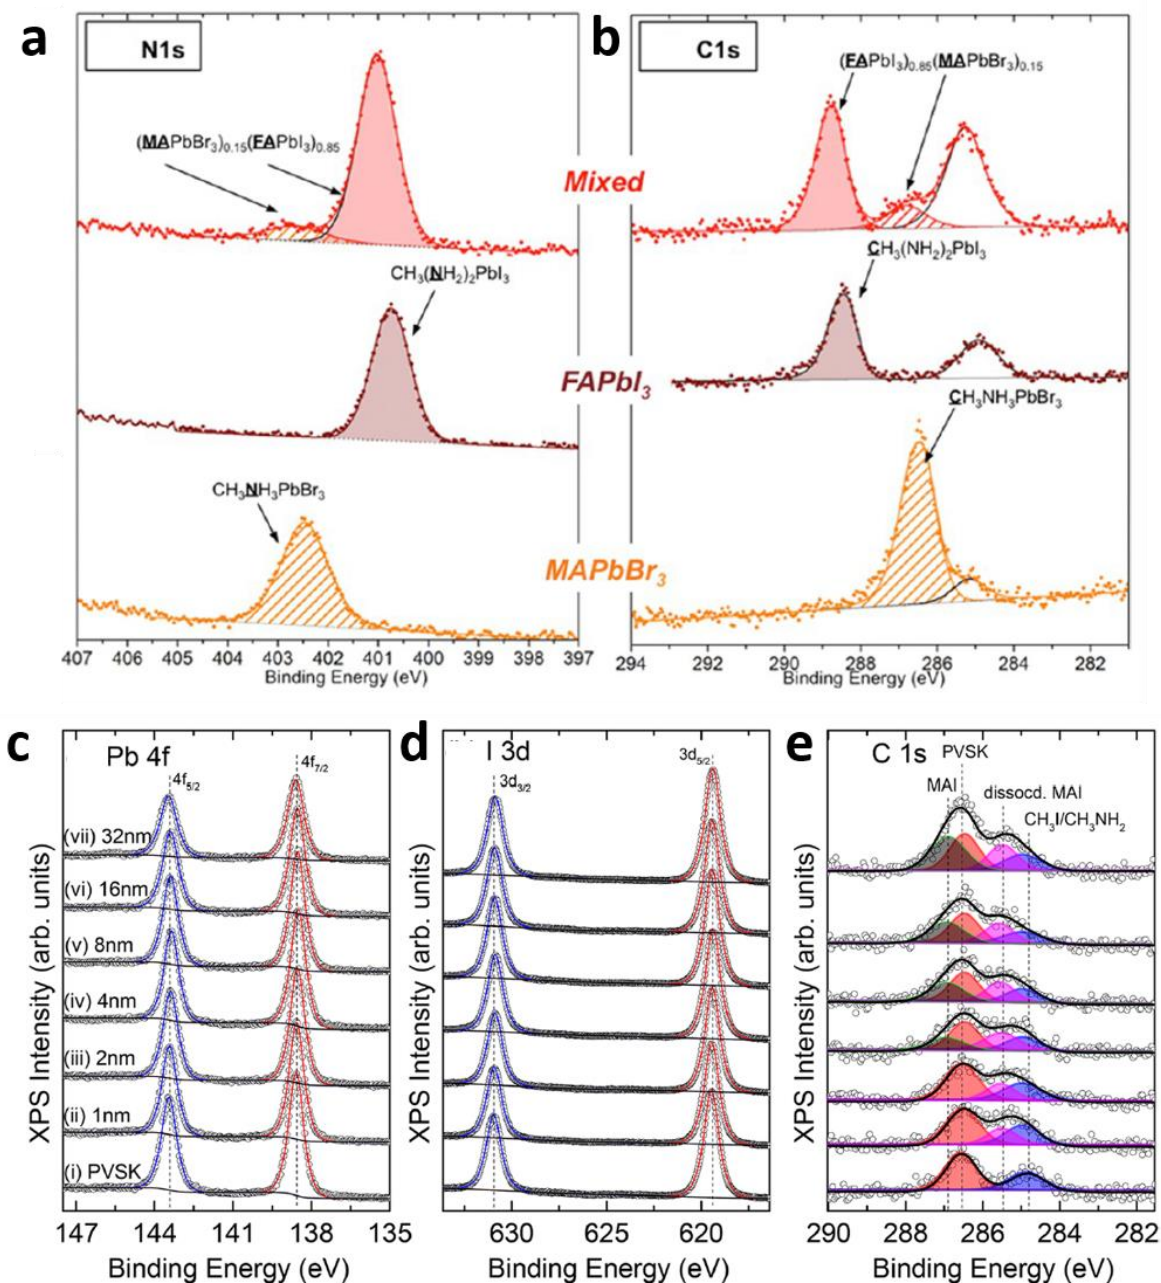 a
N1s
(MAPbBr3)0.15(FAPbI3)0.85
CH3(NH2)2PbI3
CH3NH3PbBr3
407 406 405 404 403 402 401 400 399 398 397
Binding Energy (eV)
Mixed
FAPbI3
MAPbBr3
b
C1s
(FAPbI3)0.85(MAPbBr3)0.15
CH3(NH2)2PbI3
CH3NH3PbBr3
294 292 290 288 286 284 282
Binding Energy (eV)
c
Pb 4f
4f5/2
4f7/2
(vii) 32nm
(vi) 16nm
(v) 8nm
(iv) 4nm
(iii) 2nm
(ii) 1nm
(i) PVSK
XPS Intensity (arb. units)
147 144 141 138 135
Binding Energy (eV)
d
I 3d
3d3/2
3d5/2
XPS Intensity (arb. units)
630 625 620
Binding Energy (eV)
e
C 1s
PVSK
MAI
dissocd. MAI
CH3I/CH3NH2
XPS Intensity (arb. units)
290 288 286 284 282
Binding Energy (eV)